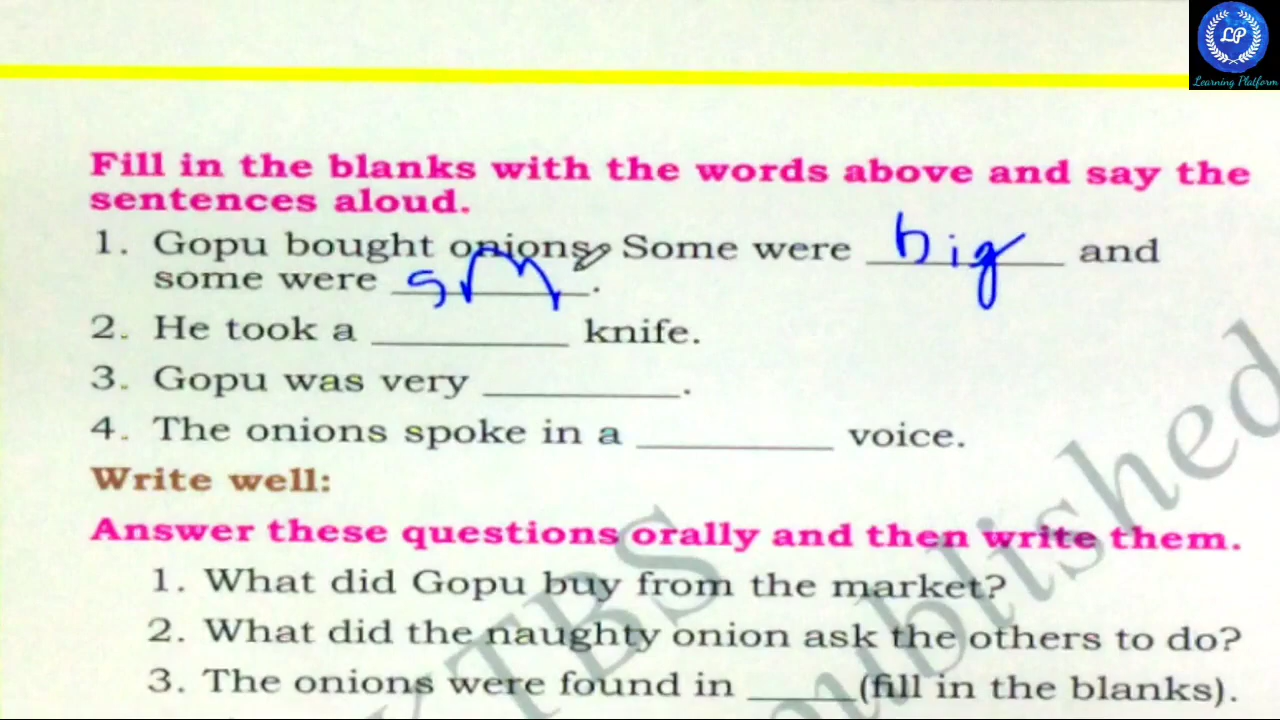 LP
Learning Platform
Fill in the blanks with the words above and say the
sentences aloud.
1. Gopu bought onions. Some were big and
some were sm.
2. He took a ________ knife.
3. Gopu was very ________.
4. The onions spoke in a ________ voice.
Write well:
Answer these questions orally and then write them.
1. What did Gopu buy from the market?
2. What did the naughty onion ask the others to do?
3. The onions were found in ____(fill in the blanks).